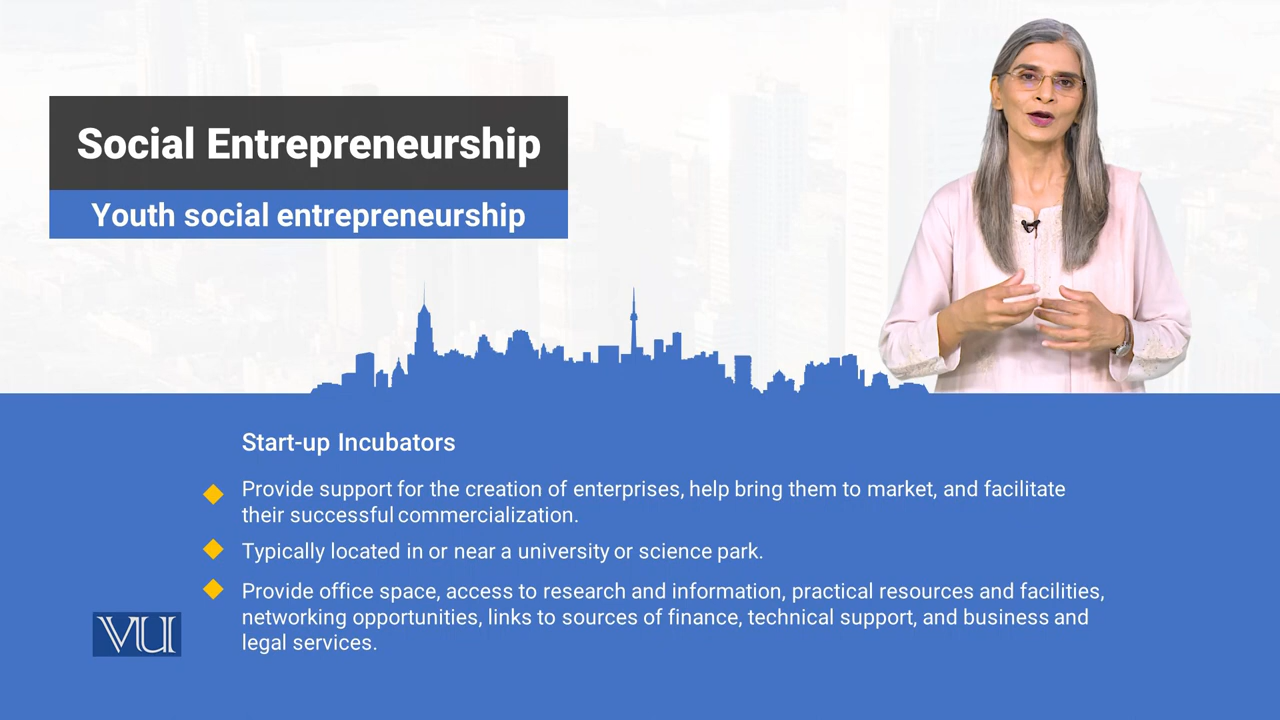 Social Entrepreneurship
Youth social entrepreneurship
Start-up Incubators
Provide support for the creation of enterprises, help bring them to market, and facilitate
their successful commercialization.
Typically located in or near a university or science park.
Provide office space, access to research and information, practical resources and facilities,
networking opportunities, links to sources of finance, technical support, and business and
legal services.
VU